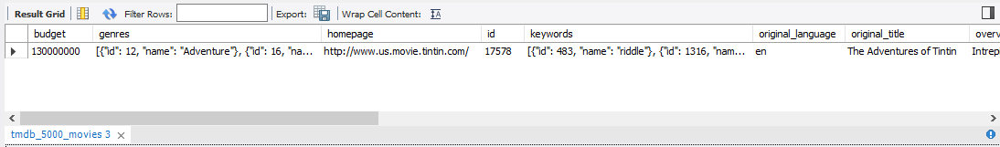 Result Grid Filter Rows: Export: Wrap Cell Content:
budget genres homepage id keywords original_language original_title overv
130000000 [{"id": 12, "name": "Adventure"}, {"id": 16, "na... http://www.us.movie.tintin.com/ 17578 [{"id": 483, "name": "riddle"}, {"id": 1316, "nam... en The Adventures of Tintin Intrep
tmdb_5000_movies 3